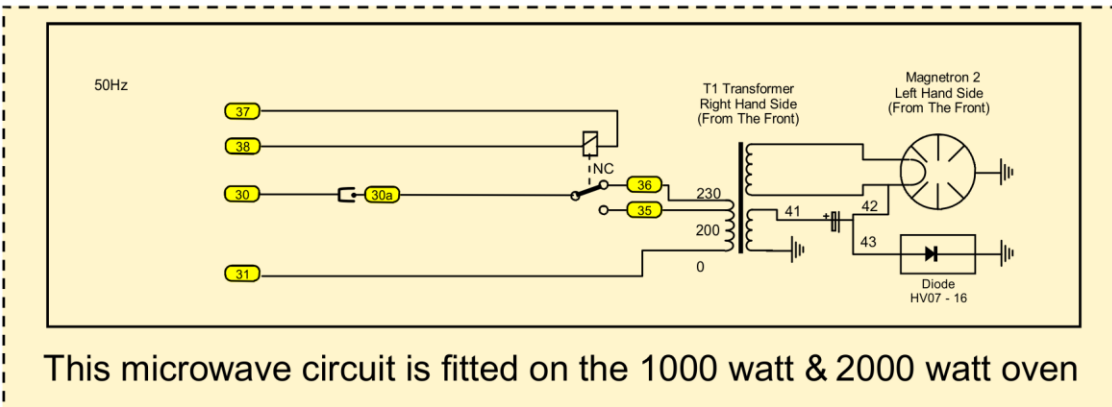 50Hz
T1 Transformer
Right Hand Side
(From The Front)
Magnetron 2
Left Hand Side
(From The Front)
37
38
NC
30
30a
36
230
35
41
42
200
43
31
0
Diode
HV07 - 16
This microwave circuit is fitted on the 1000 watt & 2000 watt oven